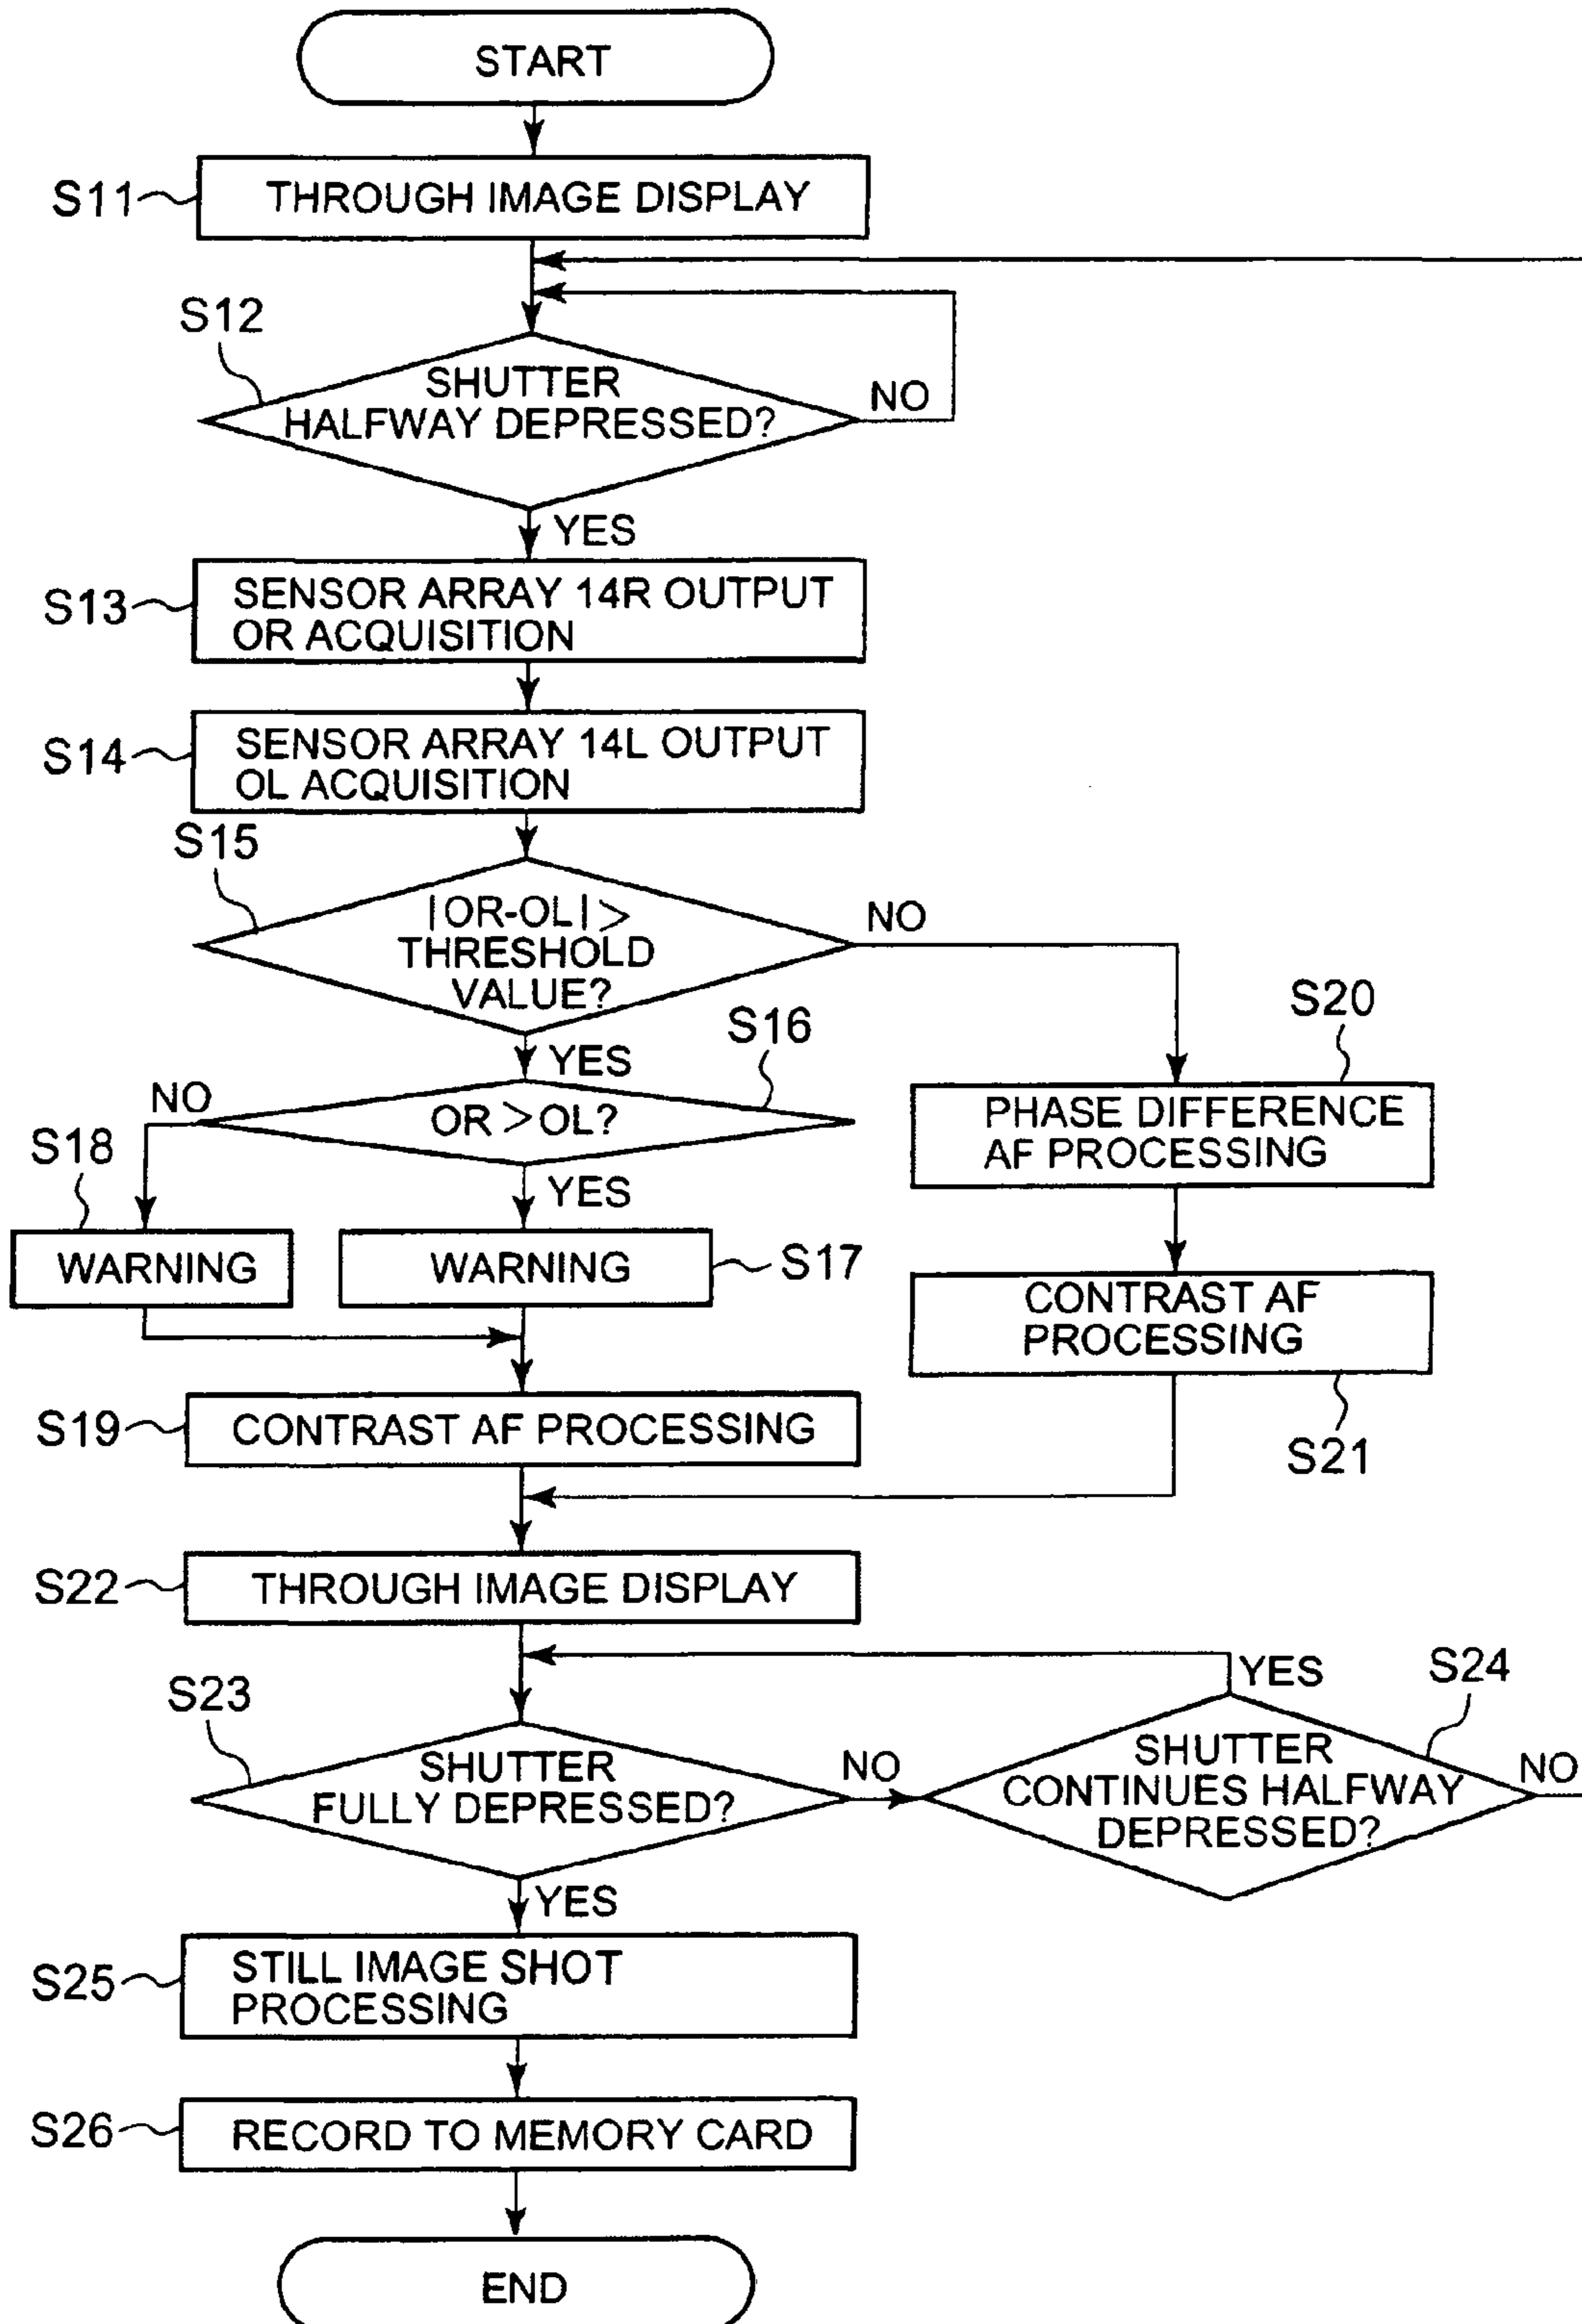 START
S11
THROUGH IMAGE DISPLAY
S12
SHUTTER
HALFWAY DEPRESSED?
NO
YES
S13
SENSOR ARRAY 14R OUTPUT
OR ACQUISITION
S14
SENSOR ARRAY 14L OUTPUT
OL ACQUISITION
S15
|OR-OL|>
THRESHOLD
VALUE?
NO
YES
S16
OR>OL?
NO
YES
S18
WARNING
WARNING
S17
S20
PHASE DIFFERENCE
AF PROCESSING
CONTRAST AF
PROCESSING
S21
S19
CONTRAST AF PROCESSING
S22
THROUGH IMAGE DISPLAY
S23
SHUTTER
FULLY DEPRESSED?
NO
YES
S24
SHUTTER
CONTINUES HALFWAY
DEPRESSED?
YES
NO
S25
STILL IMAGE SHOT
PROCESSING
S26
RECORD TO MEMORY CARD
END